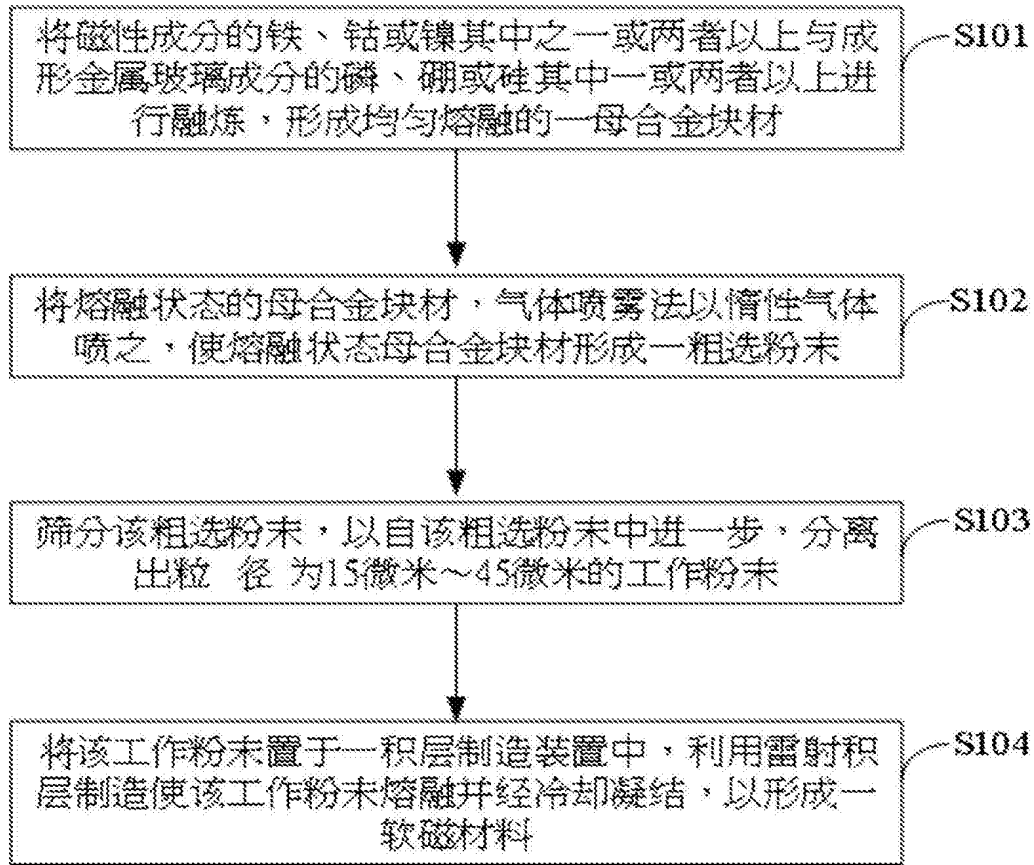 将磁性成分的铁、钴或镍其中之一或两者以上与成
形金属玻璃成分的磷、硼或硅其中一或两者以上进
行融炼，形成均匀熔融的一母合金块材
S101
将熔融状态的母合金块材，气体喷雾法以惰性气体
喷之，使熔融状态母合金块材形成一粗选粉末
S102
筛分该粗选粉末，以自该粗选粉末中进一步，分离
出粒 径 为15微米～45微米的工作粉末
S103
将该工作粉末置于一积层制造装置中，利用雷射积
层制造使该工作粉末熔融并经冷却凝结，以形成一
软磁材料
S104